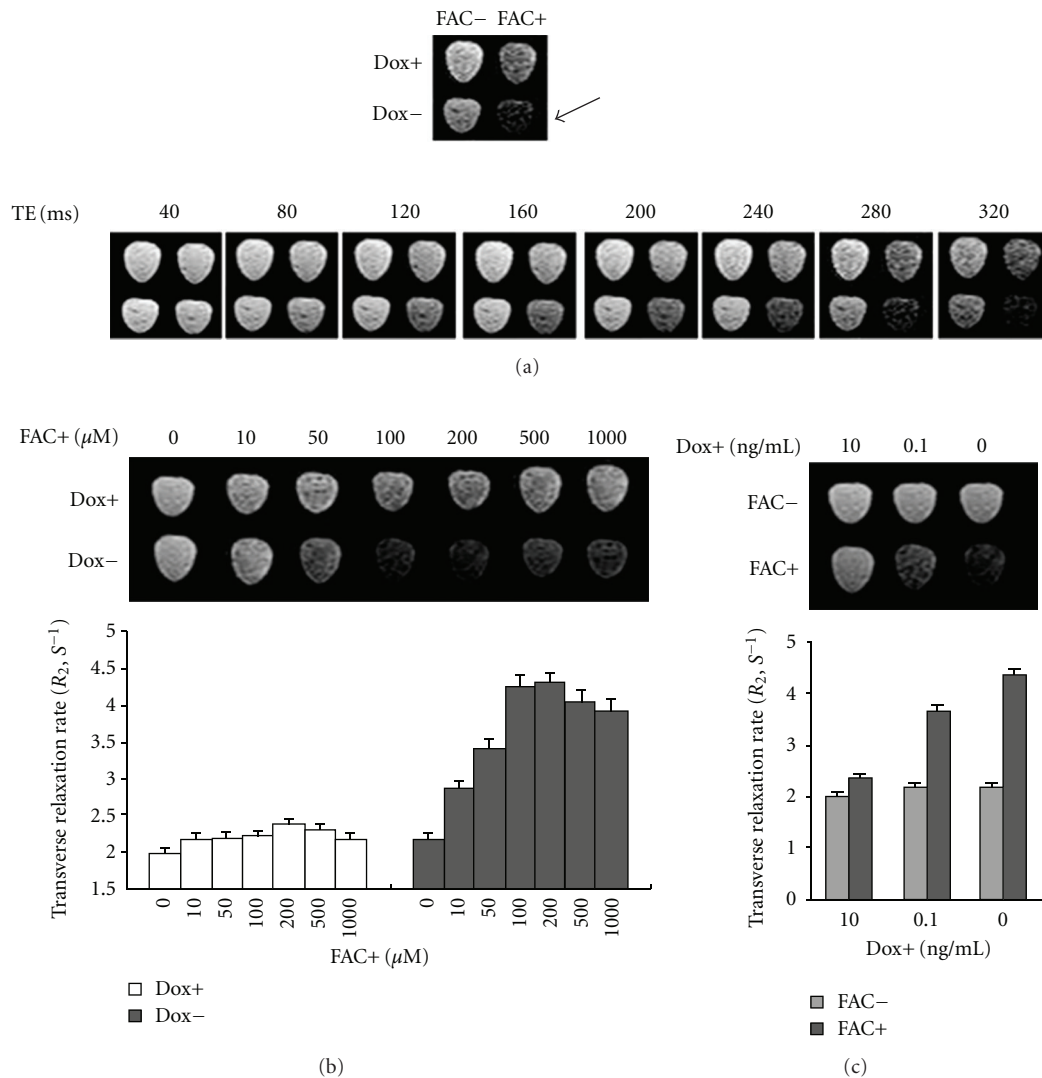 FAC− FAC+
Dox+
Dox−
TE (ms) 40 80 120 160 200 240 280 320
(a)
FAC+ (μM) 0 10 50 100 200 500 1000
Dox+
Dox−
Transverse relaxation rate (R₂, S⁻¹)
5
4.5
4
3.5
3
2.5
2
1.5
0 10 50 100 200 500 1000 0 10 50 100 200 500 1000
FAC+ (μM)
Dox+
Dox−
(b)
Dox+ (ng/mL) 10 0.1 0
FAC−
FAC+
Transverse relaxation rate (R₂, S⁻¹)
5
4
3
2
1
0
10 0.1 0
Dox+ (ng/mL)
FAC−
FAC+
(c)